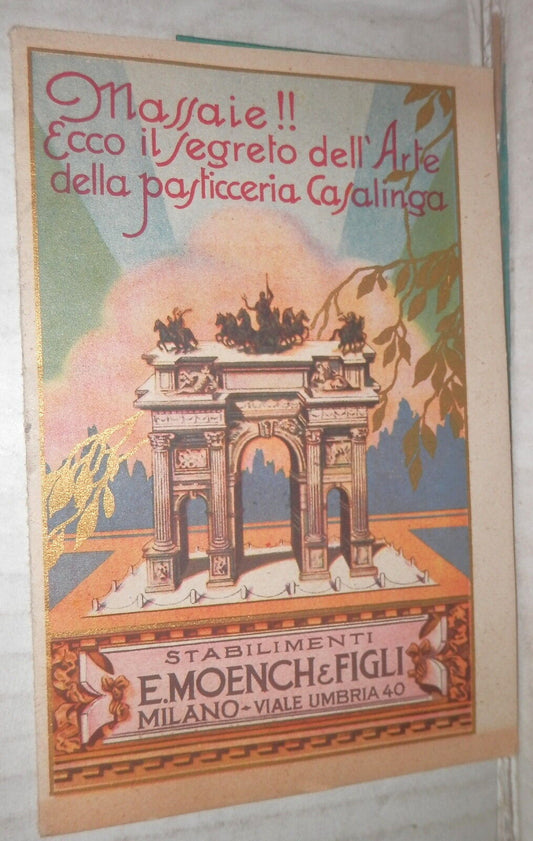 Massaie!!
Ecco il segreto dell'Arte
della pasticceria Casalinga
STABILIMENTI
E. MOENCH & FIGLI
MILANO - VIALE UMBRIA 40